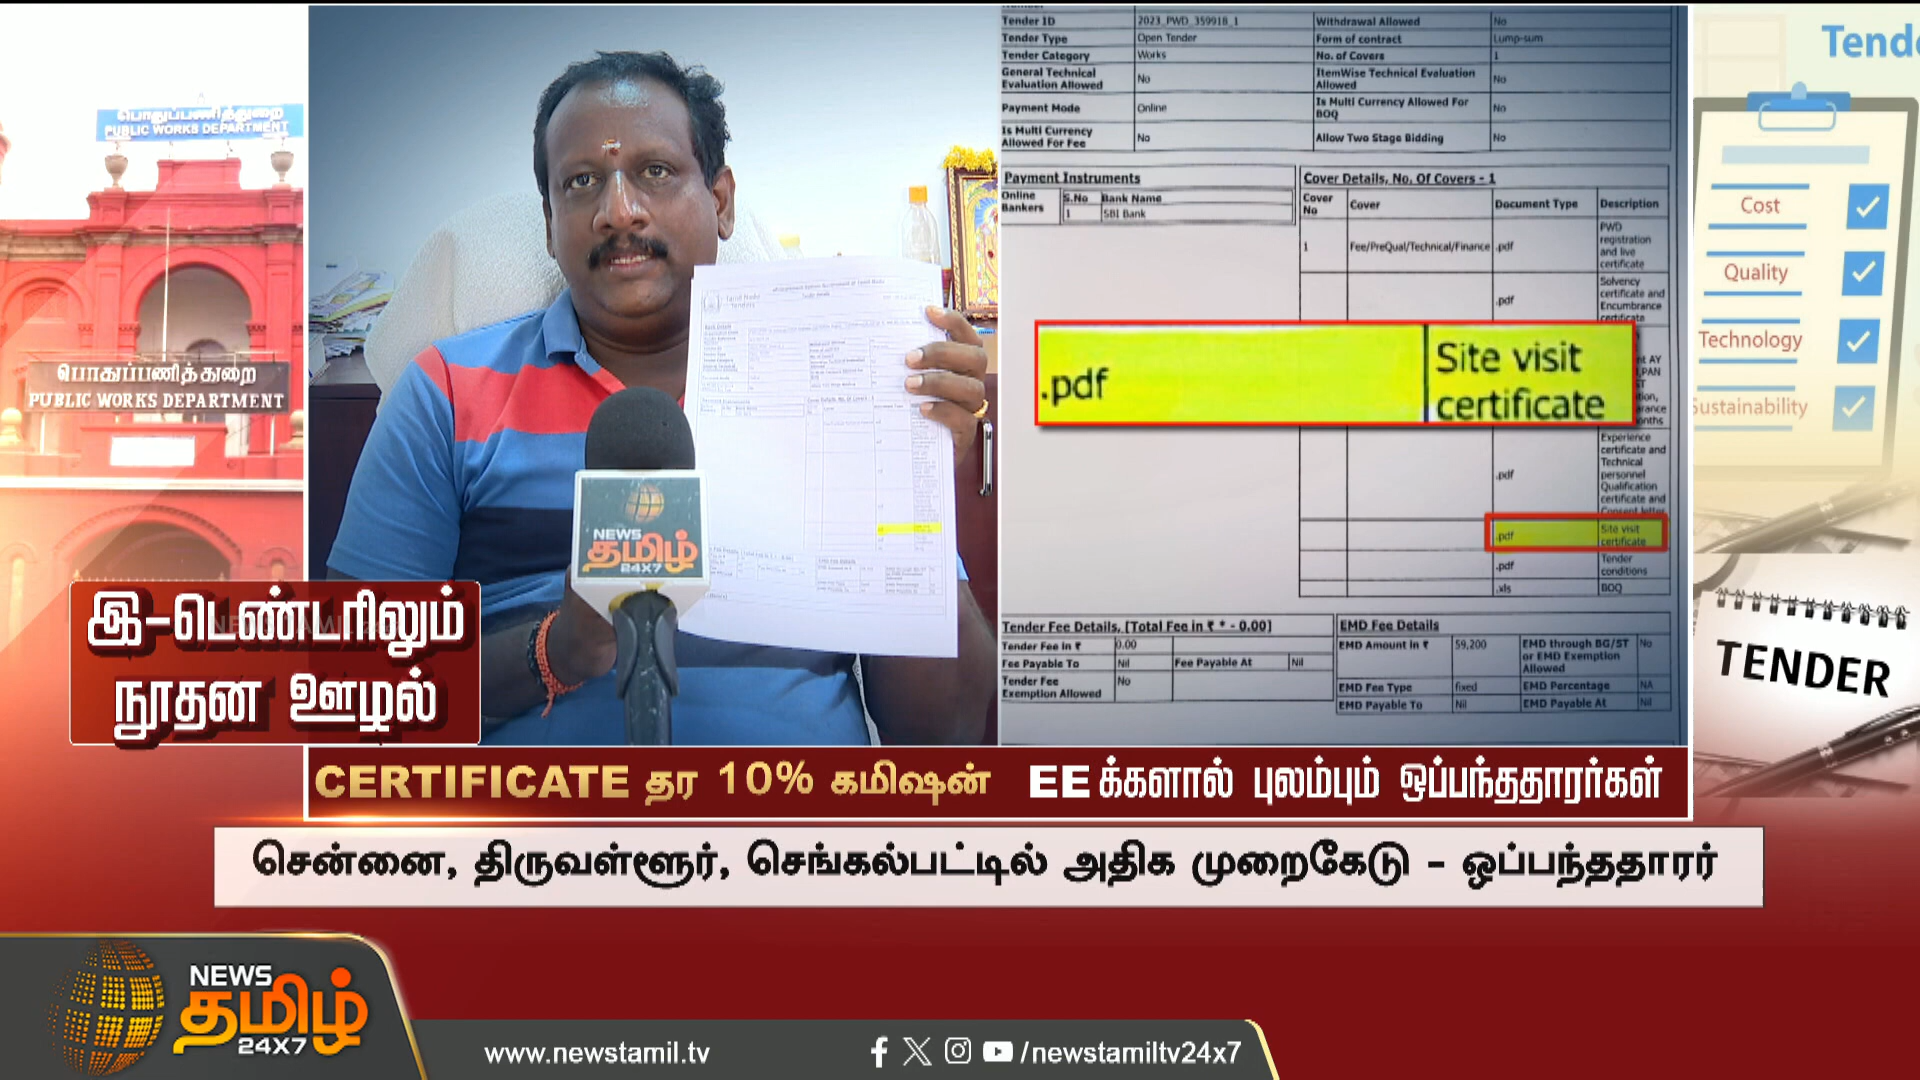 பொதுப்பணித்துறை
PUBLIC WORKS DEPARTMENT
பொதுப்பணித்துறை
PUBLIC WORKS DEPARTMENT
Tender ID 2023_PWD_359918_1 Withdrawal Allowed No
Tender Type Open Tender Form of contract Lump-sum
Tender Category Works No. of Covers 1
General Technical Evaluation Allowed No ItemWise Technical Evaluation Allowed No
Payment Mode Online Is Multi Currency Allowed For BOQ No
Is Multi Currency Allowed For Fee No Allow Two Stage Bidding No
Payment Instruments
Online Bankers S.No Bank Name
1 SBI Bank
Cover Details, No. Of Covers - 1
Cover No Cover Document Type Description
1 Fee/PreQual/Technical/Finance .pdf PWD registration and live certificate
.pdf Solvency certificate and Encumbrance certificate
.pdf Site visit certificate
.pdf Experience certificate and Technical personnel Qualification certificate and Consent letter
.pdf Site visit certificate
.pdf Tender conditions
.xls BOQ
Tender Fee Details, [Total Fee in ₹ * - 0.00]
Tender Fee in ₹ 0.00
Fee Payable To Nil Fee Payable At Nil
Tender Fee Exemption Allowed No
EMD Fee Details
EMD Amount in ₹ 59,200 EMD through BG/ST or EMD Exemption Allowed No
EMD Fee Type fixed EMD Percentage NA
EMD Payable To Nil EMD Payable At Nil
Tende
Cost
Quality
Technology
Sustainability
TENDER
NEWS
தமிழ்
24X7
இ-டெண்டரிலும்
நூதன ஊழல்
CERTIFICATE தர 10% கமிஷன் EEக்களால் புலம்பும் ஒப்பந்ததாரர்கள்
சென்னை, திருவள்ளூர், செங்கல்பட்டில் அதிக முறைகேடு - ஒப்பந்ததாரர்
NEWS
தமிழ்
24X7
www.newstamil.tv
/newstamiltv24x7